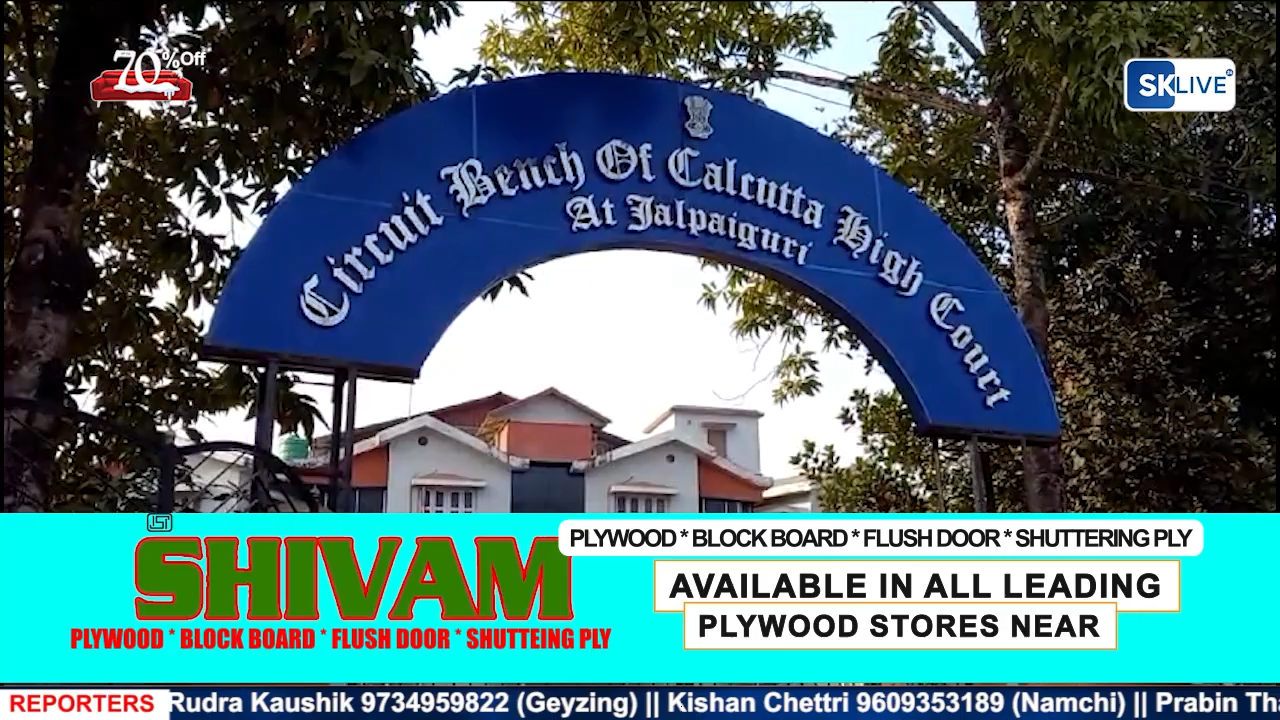 70%Off
SK LIVE
Circuit Bench Of Calcutta High Court
At Jalpaiguri
ISI
SHIVAM
PLYWOOD * BLOCK BOARD * FLUSH DOOR * SHUTTEING PLY
PLYWOOD * BLOCK BOARD * FLUSH DOOR * SHUTTERING PLY
AVAILABLE IN ALL LEADING
PLYWOOD STORES NEAR
REPORTERS Rudra Kaushik 9734959822 (Geyzing) || Kishan Chettri 9609353189 (Namchi) || Prabin